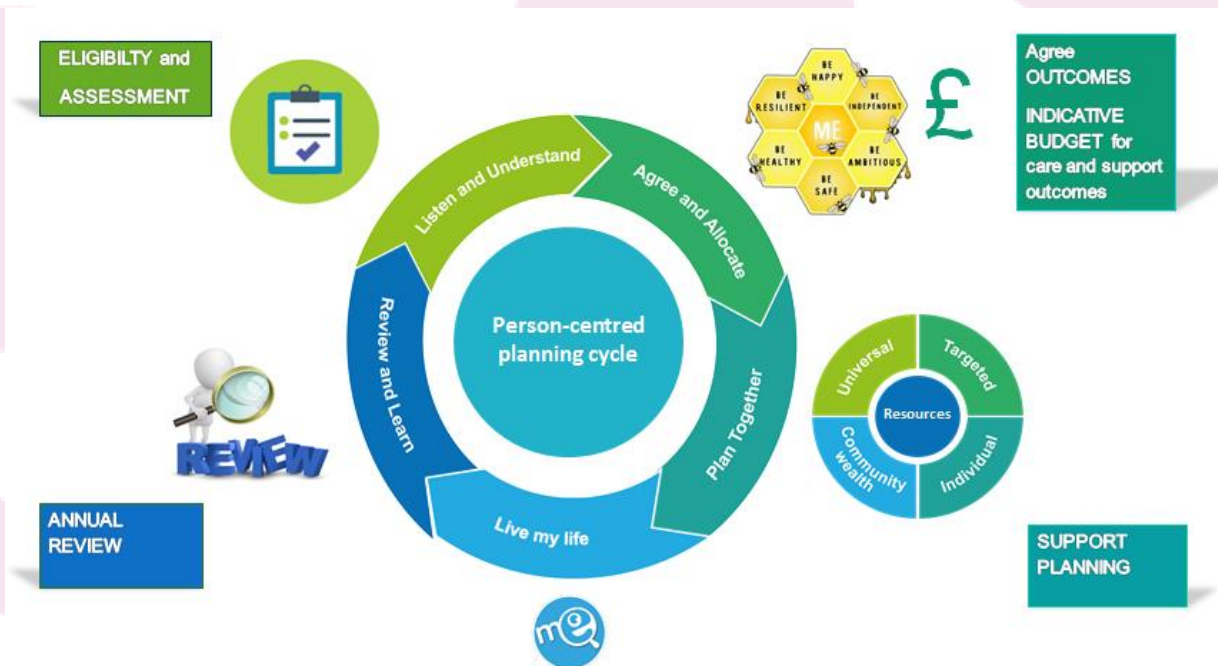 ELIGIBILTY and
ASSESSMENT
BE
HAPPY
BE
RESILIENT
BE
INDEPENDENT
ME
BE
HEALTHY
BE
AMBITIOUS
BE
SAFE
£
Agree
OUTCOMES
INDICATIVE
BUDGET for
care and support
outcomes
Listen and Understand
Agree and Allocate
Plan Together
Live my life
Review and Learn
Person-centred
planning cycle
Universal
Targeted
Resources
Community
wealth
Individual
REVIEW
ANNUAL
REVIEW
SUPPORT
PLANNING
me